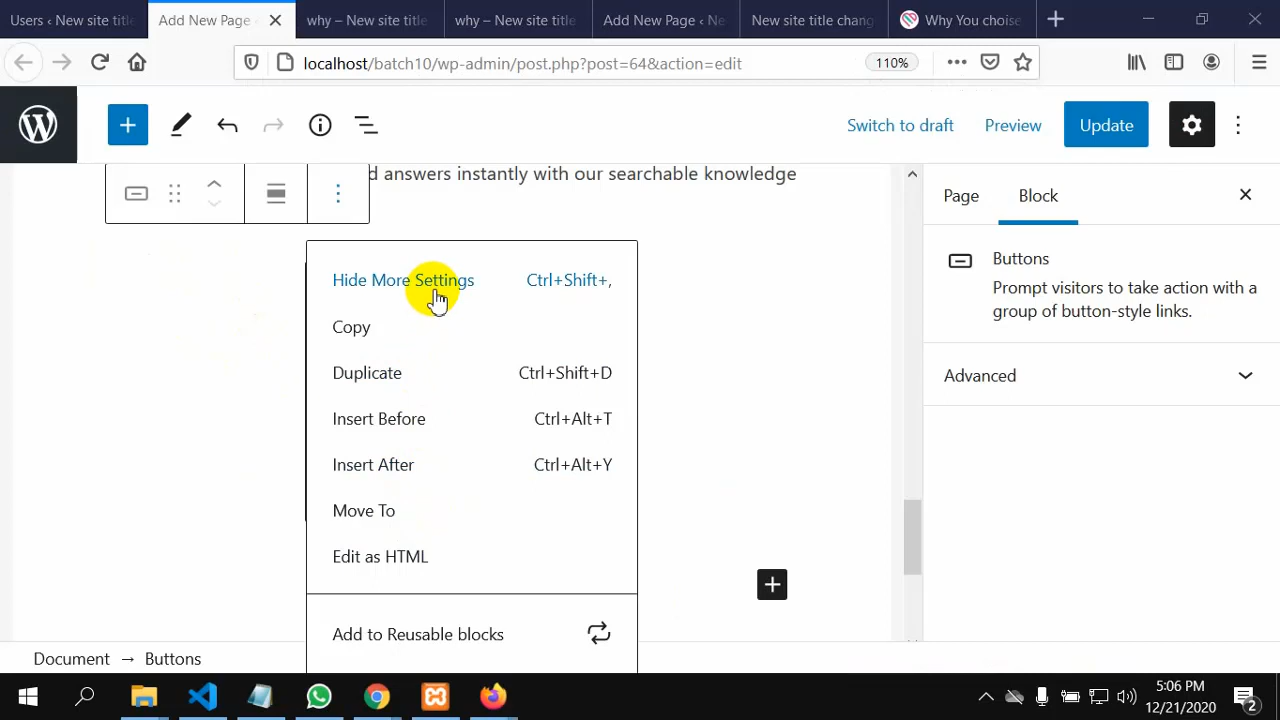 Users ‹ New site titl
Add New Page
why – New site title
why – New site title
Add New Page ‹ Ne
New site title chang
Why You choise
localhost/batch10/wp-admin/post.php?post=64&action=edit
110%
Switch to draft
Preview
Update
d answers instantly with our searchable knowledge
Page
Block
Buttons
Prompt visitors to take action with a
group of button-style links.
Advanced
Hide More Settings Ctrl+Shift+,
Copy
Duplicate Ctrl+Shift+D
Insert Before Ctrl+Alt+T
Insert After Ctrl+Alt+Y
Move To
Edit as HTML
Add to Reusable blocks
Document → Buttons
5:06 PM
12/21/2020
2